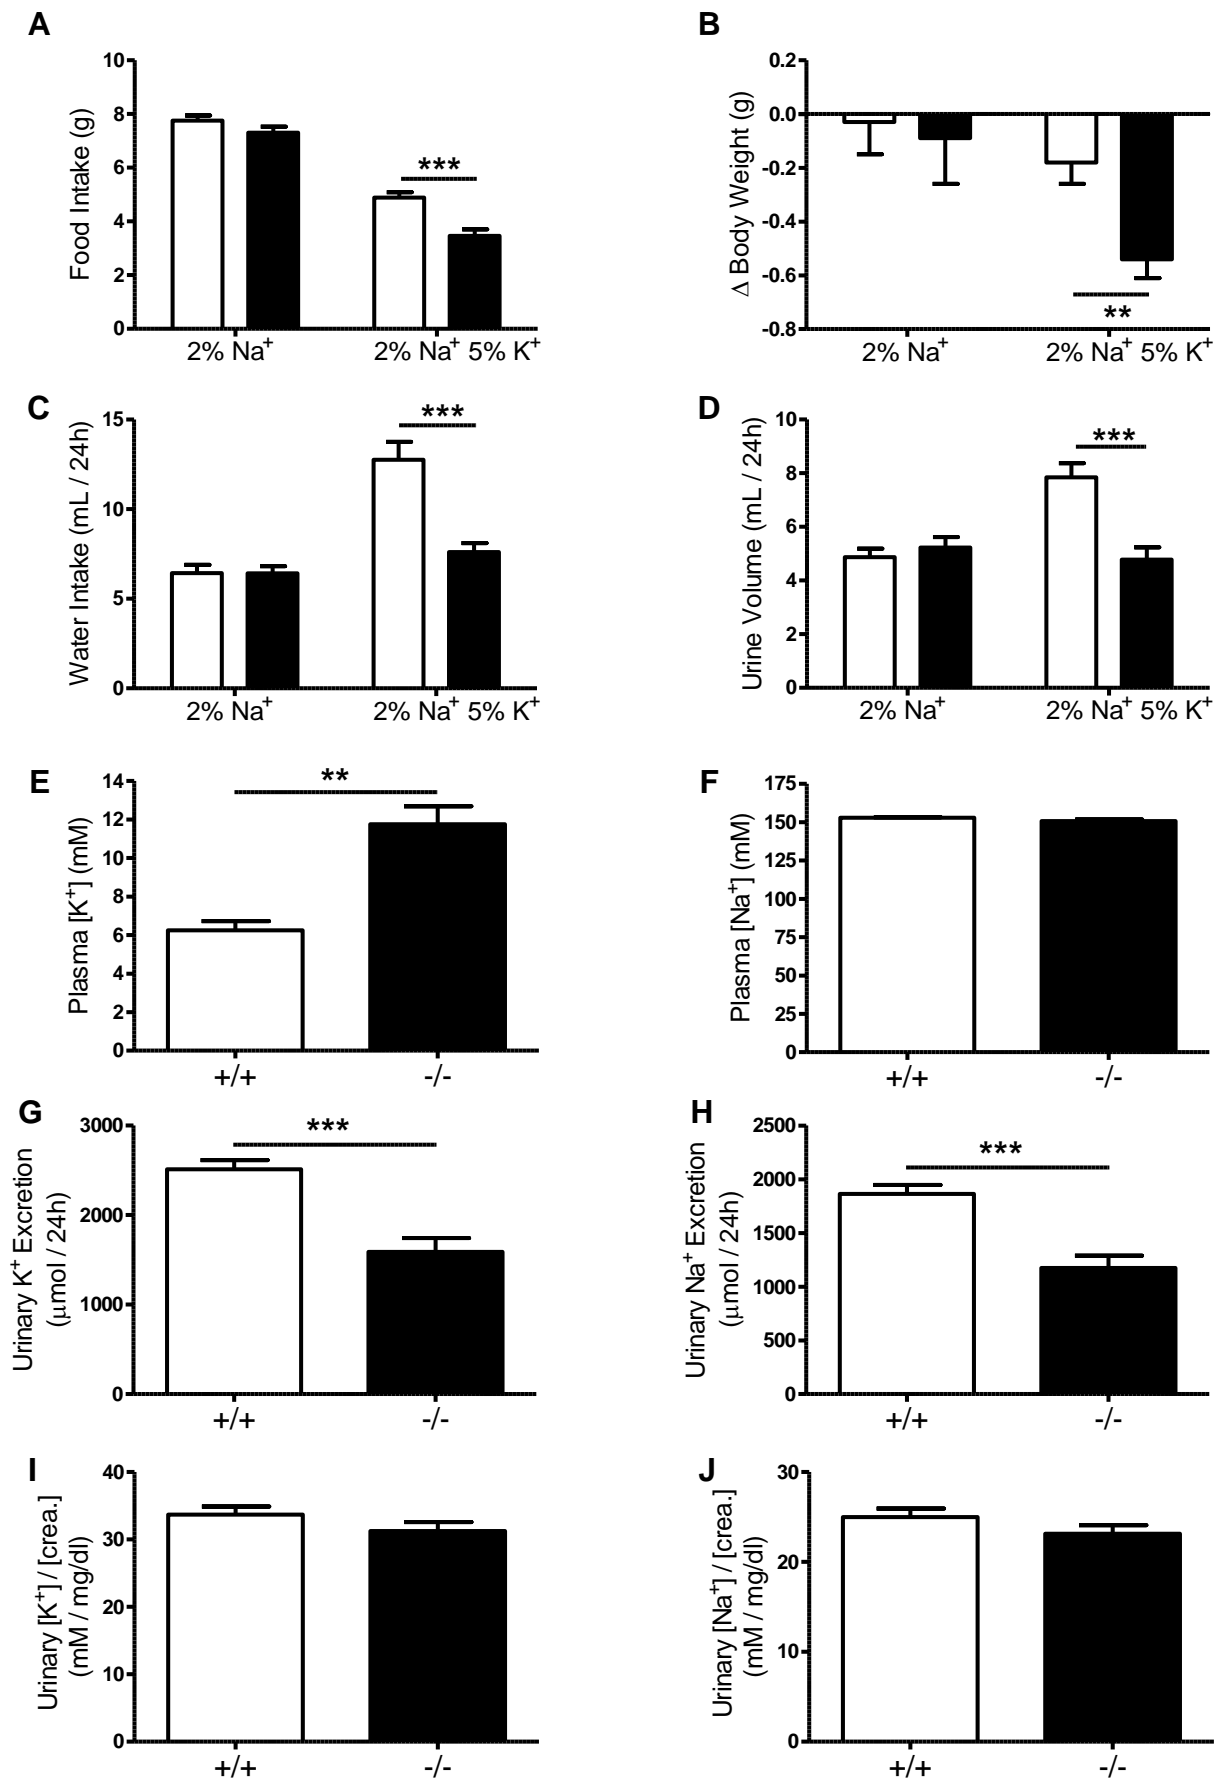 A
Food Intake (g)
10
8
6
4
2
0
***
2% Na⁺
2% Na⁺ 5% K⁺
B
Δ Body Weight (g)
0.2
0.0
-0.2
-0.4
-0.6
-0.8
**
2% Na⁺
2% Na⁺ 5% K⁺
C
Water Intake (mL / 24h)
15
10
5
0
***
2% Na⁺
2% Na⁺ 5% K⁺
D
Urine Volume (mL / 24h)
10
8
6
4
2
0
***
2% Na⁺
2% Na⁺ 5% K⁺
E
Plasma [K⁺] (mM)
14
12
10
8
6
4
2
0
**
+/+
-/-
F
Plasma [Na⁺] (mM)
175
150
125
100
75
50
25
0
+/+
-/-
G
Urinary K⁺ Excretion
(μmol / 24h)
3000
2000
1000
0
***
+/+
-/-
H
Urinary Na⁺ Excretion
(μmol / 24h)
2500
2000
1500
1000
500
0
***
+/+
-/-
I
Urinary [K⁺] / [crea.]
(mM / mg/dl)
40
30
20
10
0
+/+
-/-
J
Urinary [Na⁺] / [crea.]
(mM / mg/dl)
30
20
10
0
+/+
-/-